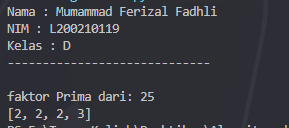 Nama : Mumammad Ferizal Fadhli
NIM : L200210119
Kelas : D
-----------------------------
faktor Prima dari: 25
[2, 2, 2, 3]